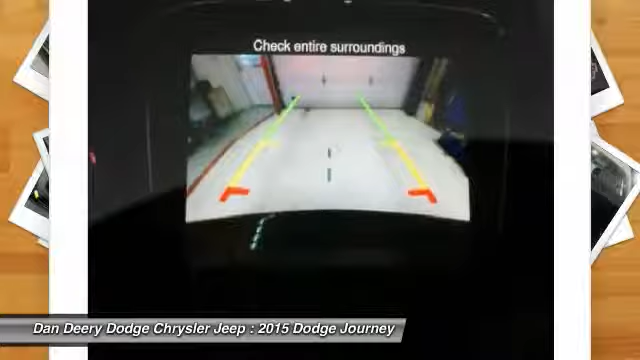 Check entire surroundings
Dan Deery Dodge Chrysler Jeep : 2015 Dodge Journey